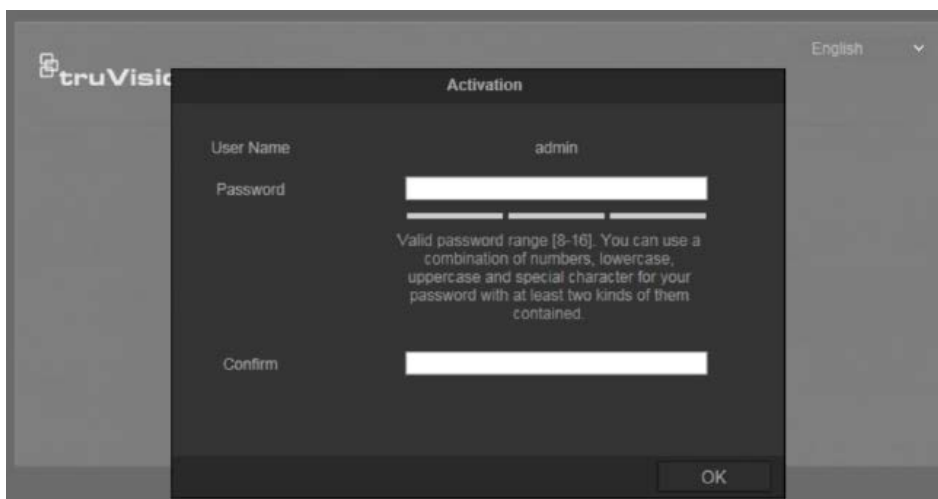 English
truVisio
Activation
User Name admin
Password
Valid password range [8-16]. You can use a
combination of numbers, lowercase,
uppercase and special character for your
password with at least two kinds of them
contained.
Confirm
OK